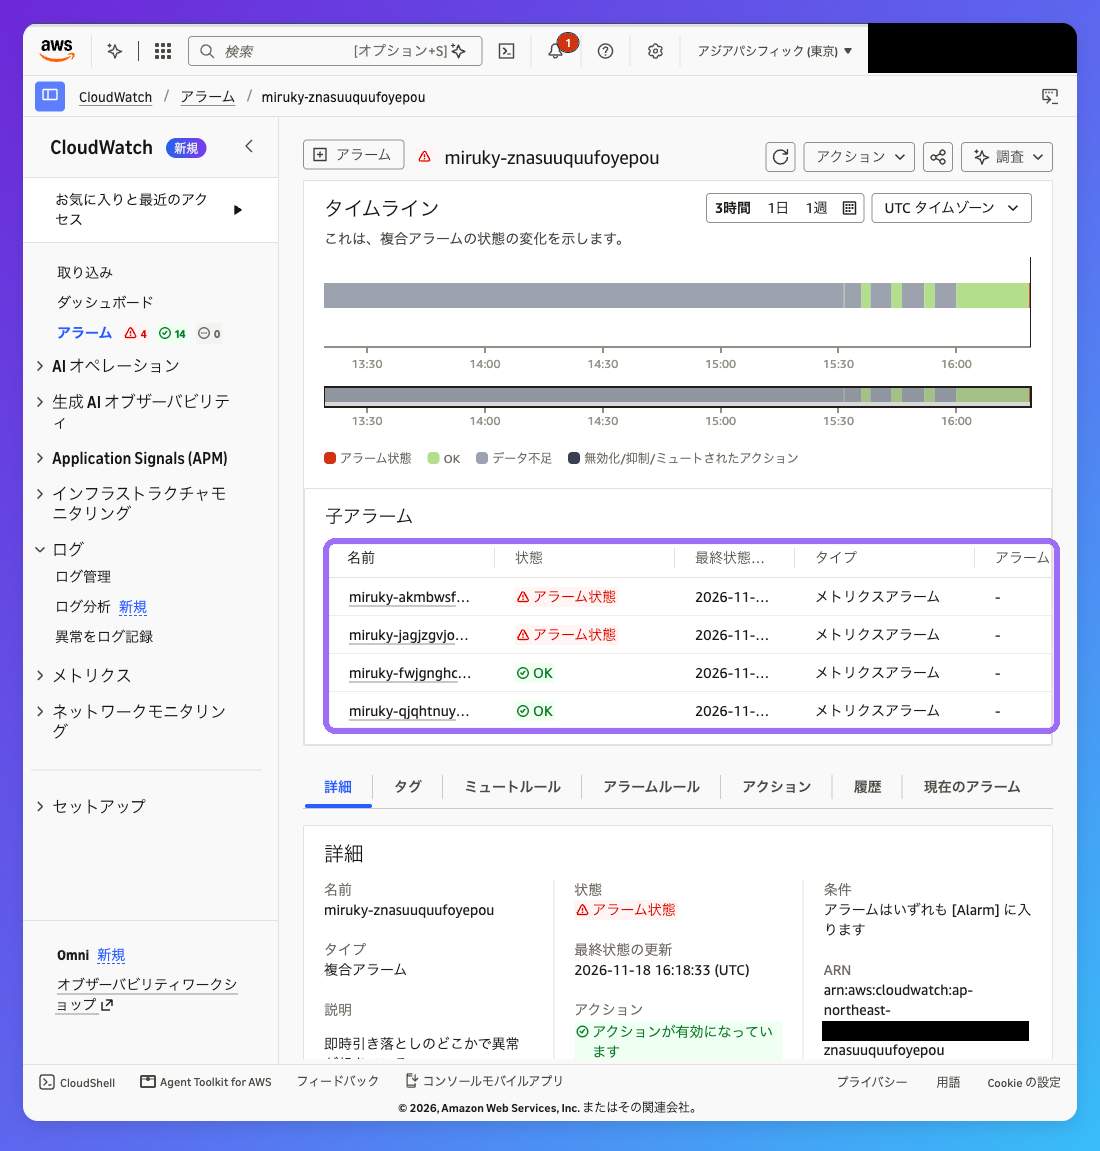 aws
検索
[オプション+S]
1
アジアパシフィック (東京) ▼
CloudWatch / アラーム / miruky-znasuuquufoyepou
CloudWatch 新規
お気に入りと最近のアク
セス
取り込み
ダッシュボード
アラーム 4 14 0
AI オペレーション
生成 AI オブザーバビリテ
ィ
Application Signals (APM)
インフラストラクチャモ
ニタリング
ログ
ログ管理
ログ分析 新規
異常をログ記録
メトリクス
ネットワークモニタリン
グ
セットアップ
Omni 新規
オブザーバビリティワークシ
ョップ
アラーム
miruky-znasuuquufoyepou
アクション
調査
タイムライン
3時間 1日 1週
UTC タイムゾーン
これは、複合アラームの状態の変化を示します。
13:30 14:00 14:30 15:00 15:30 16:00
13:30 14:00 14:30 15:00 15:30 16:00
アラーム状態 OK データ不足 無効化/抑制/ミュートされたアクション
子アラーム
名前 状態 最終状態... タイプ アラーム
miruky-akmbwsf... アラーム状態 2026-11-... メトリクスアラーム -
miruky-jagjzgvjo... アラーム状態 2026-11-... メトリクスアラーム -
miruky-fwjgnghc... OK 2026-11-... メトリクスアラーム -
miruky-qjqhtnuy... OK 2026-11-... メトリクスアラーム -
詳細 タグ ミュートルール アラームルール アクション 履歴 現在のアラーム
詳細
名前
miruky-znasuuquufoyepou
タイプ
複合アラーム
説明
即時引き落としのどこかで異常
状態
アラーム状態
最終状態の更新
2026-11-18 16:18:33 (UTC)
アクション
アクションが有効になってい
ます
条件
アラームはいずれも [Alarm] に入
ります
ARN
arn:aws:cloudwatch:ap-
northeast-
znasuuquufoyepou
CloudShell Agent Toolkit for AWS フィードバック コンソールモバイルアプリ プライバシー 用語 Cookie の設定
© 2026, Amazon Web Services, Inc. またはその関連会社。